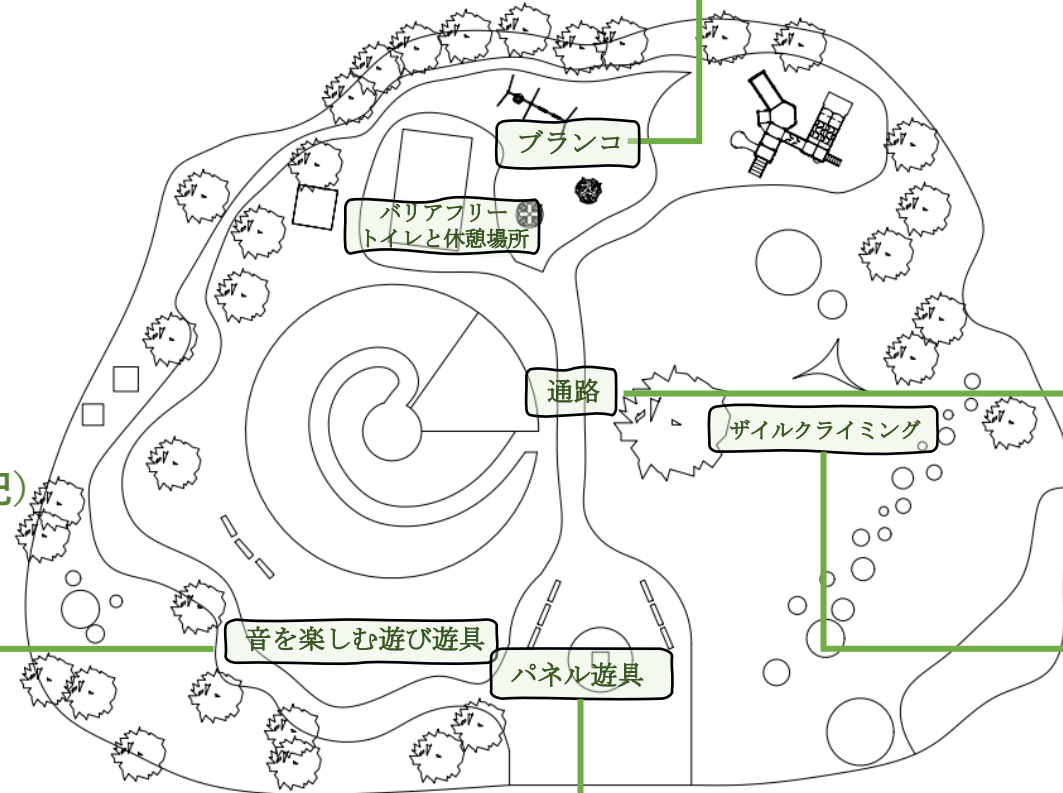 ブランコ
バリアフリー
トイレと休憩場所
通路
ザイルクライミング
音を楽しむ遊び遊具
パネル遊具